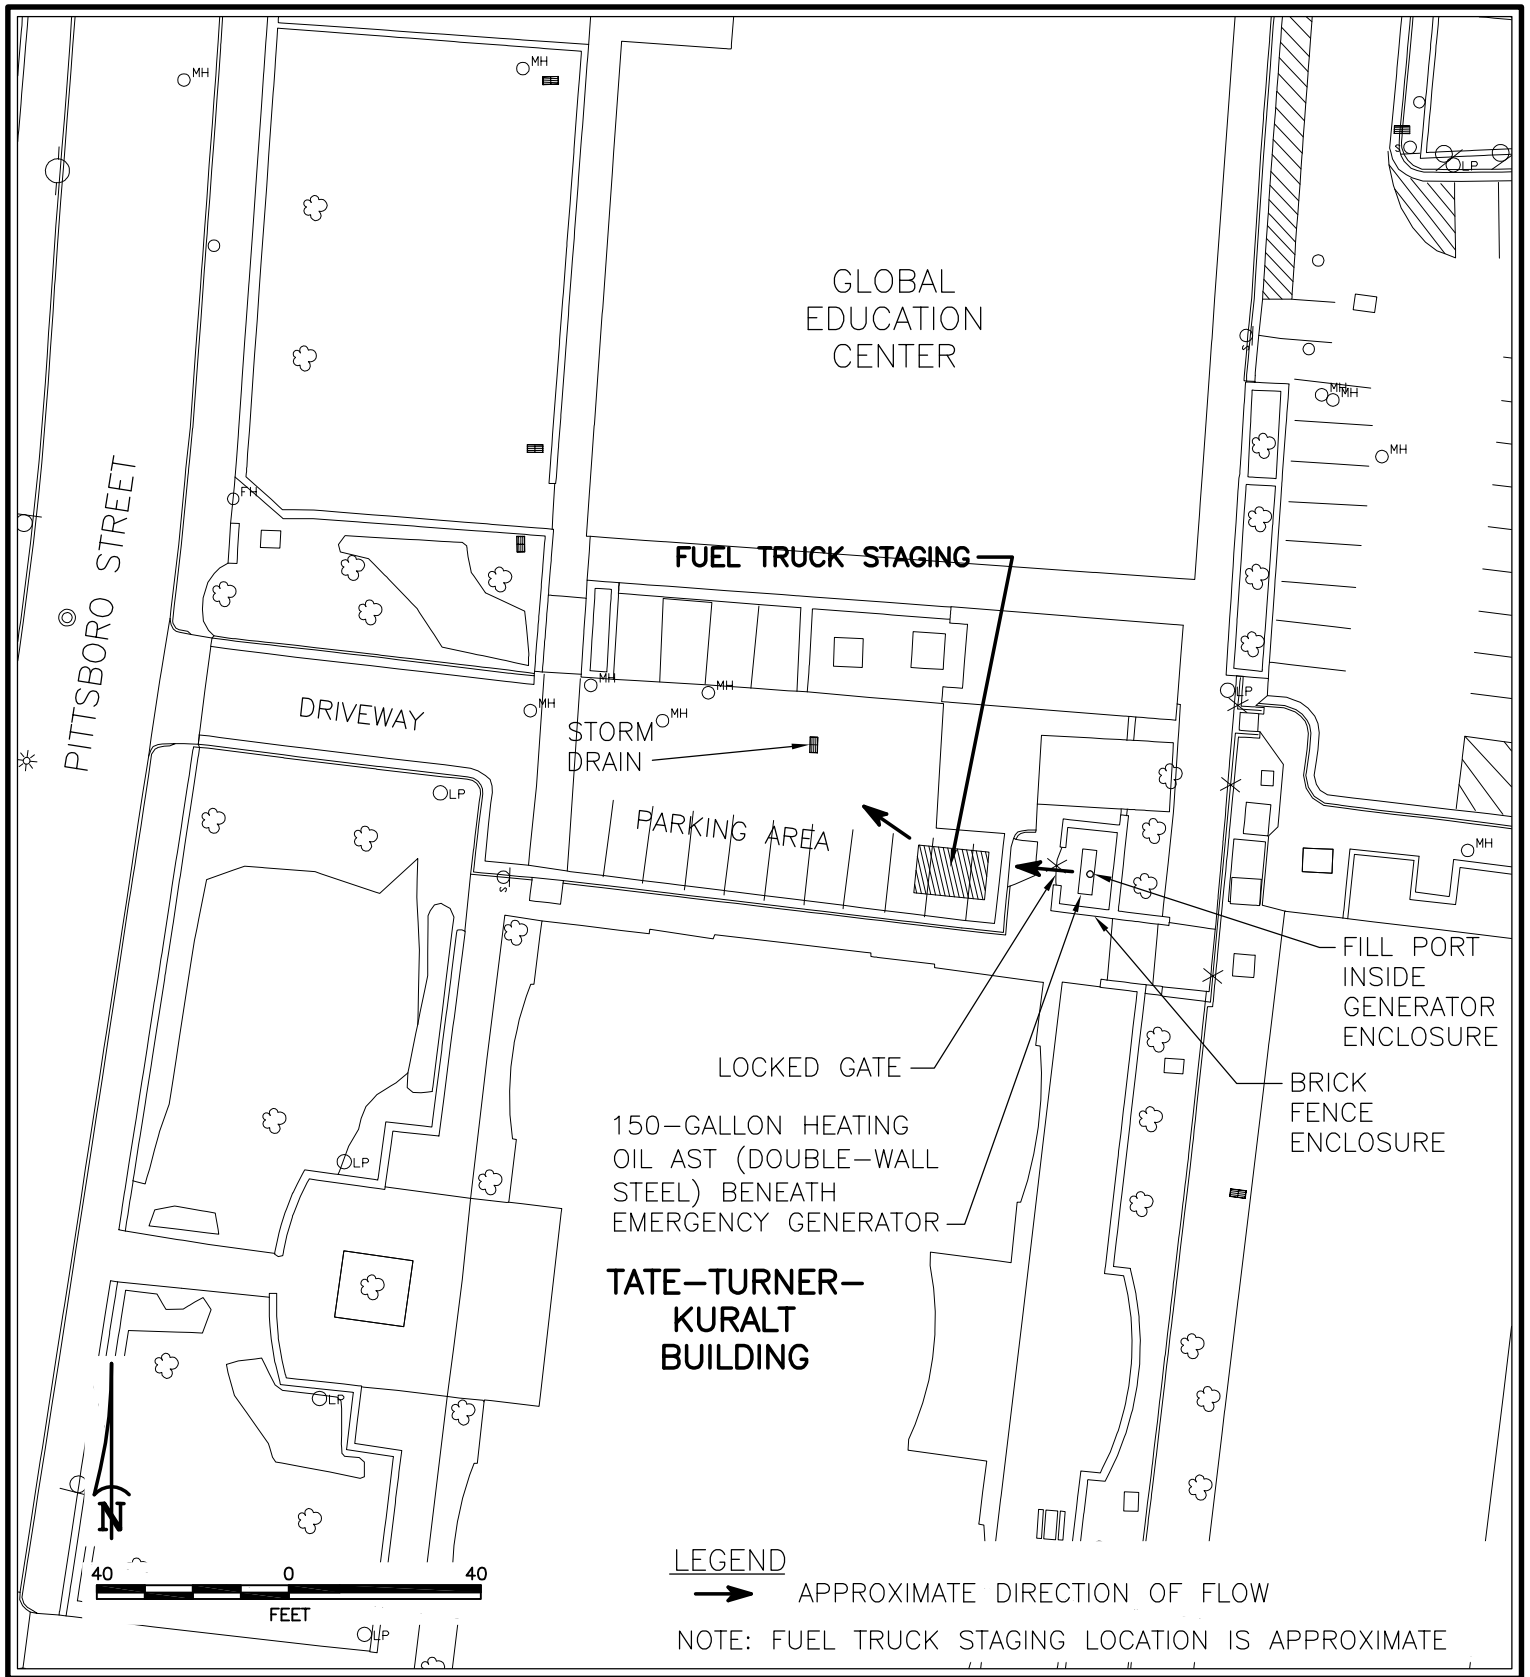 MH
MH
S
LP
GLOBAL
EDUCATION
CENTER
S
MH
MH
MH
FH
PITTSBORO STREET
FUEL TRUCK STAGING
MH
MH
MH
MH
LP
DRIVEWAY
STORM
DRAIN
LP
PARKING AREA
MH
S
FILL PORT
INSIDE
GENERATOR
ENCLOSURE
LOCKED GATE
BRICK
FENCE
ENCLOSURE
150-GALLON HEATING
OIL AST (DOUBLE-WALL
STEEL) BENEATH
EMERGENCY GENERATOR
LP
TATE-TURNER-
KURALT
BUILDING
LP
N
40 0 40
FEET
LEGEND
APPROXIMATE DIRECTION OF FLOW
LP
NOTE: FUEL TRUCK STAGING LOCATION IS APPROXIMATE